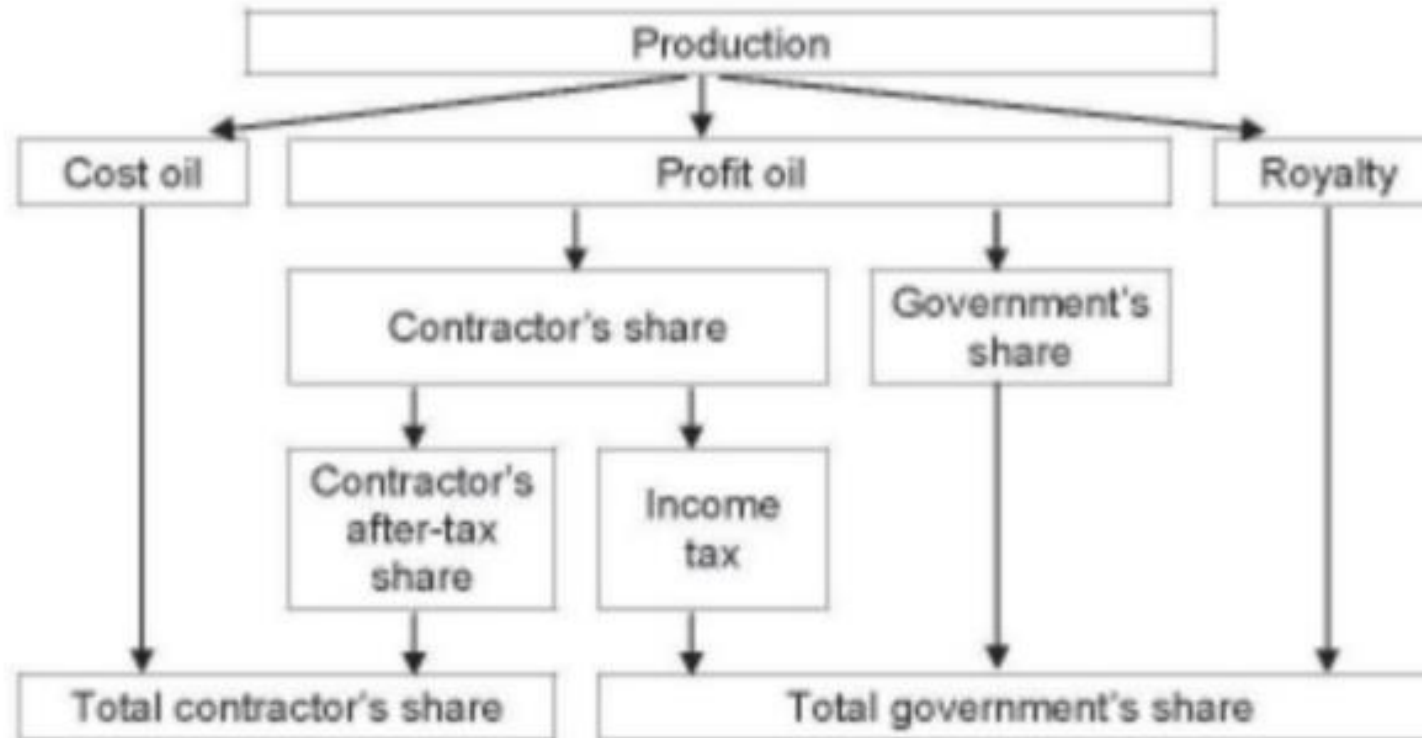 Production
Cost oil
Profit oil
Royalty
Contractor's share
Government's
share
Contractor's
after-tax
share
Income
tax
Total contractor's share
Total government's share